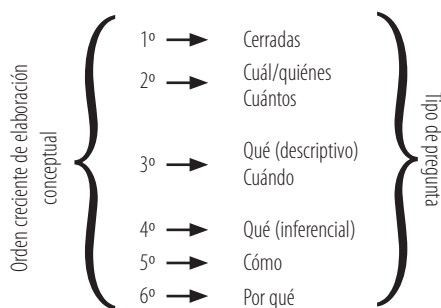 Orden creciente de elaboración
conceptual
1º Cerradas
2º Cuál/quiénes
Cuántos
3º Qué (descriptivo)
Cuándo
4º Qué (inferencial)
5º Cómo
6º Por qué
Tipo de pregunta